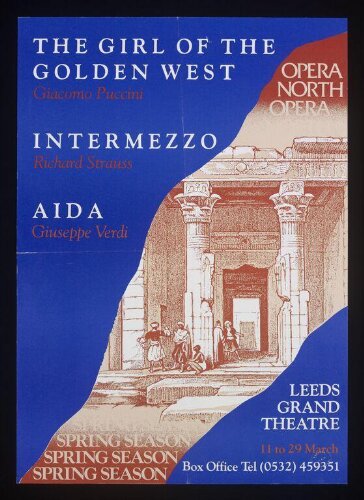 THE GIRL OF THE
GOLDEN WEST
Giacomo Puccini
INTERMEZZO
Richard Strauss
AIDA
Giuseppe Verdi
OPERA
NORTH
OPERA
LEEDS
GRAND
THEATRE
11 to 29 March
Box Office Tel (0532) 459351
SPRING SEASON
SPRING SEASON
SPRING SEASON